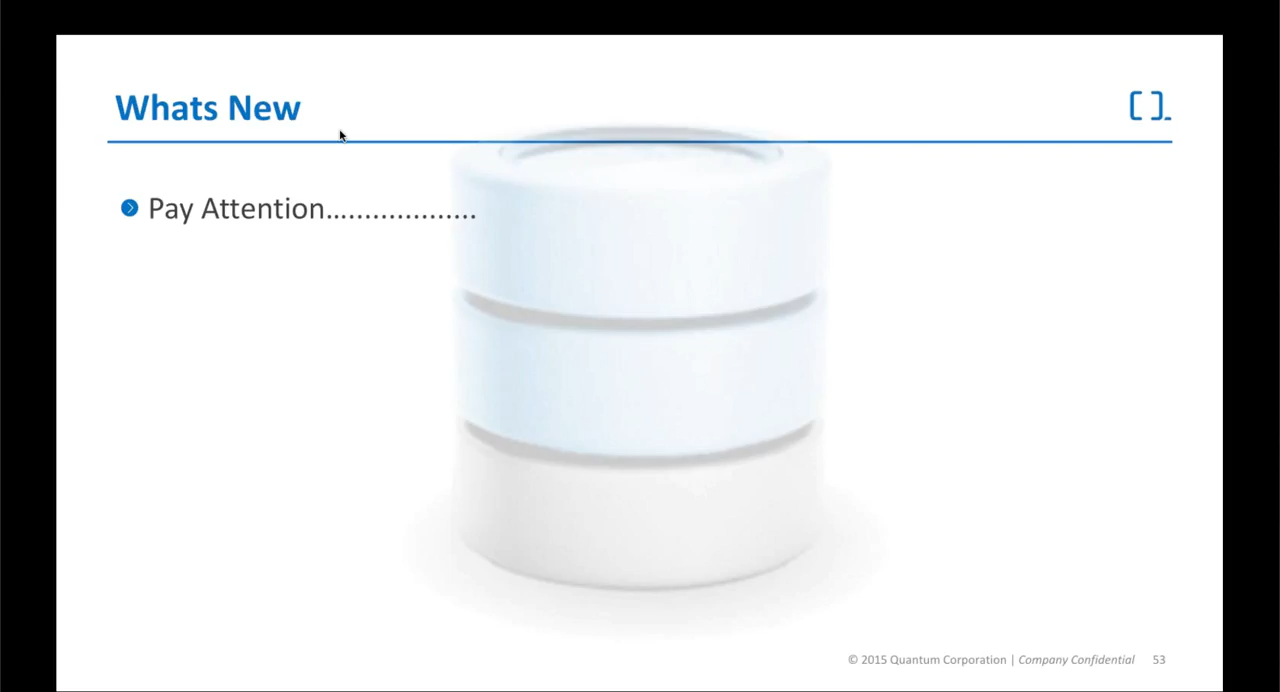 Whats New
Pay Attention...................
© 2015 Quantum Corporation | Company Confidential 53